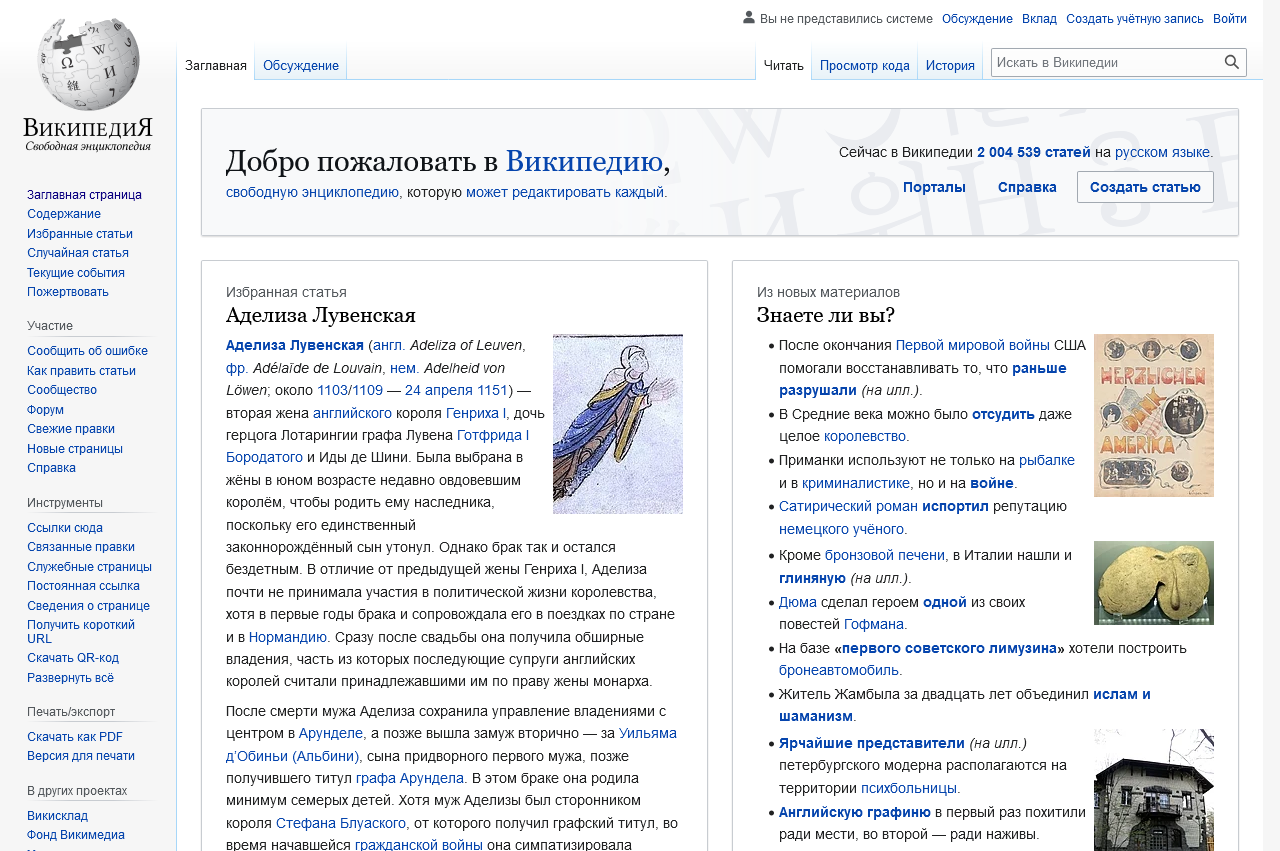 Вы не представились системе Обсуждение Вклад Создать учётную запись Войти
Заглавная Обсуждение Читать Просмотр кода История Искать в Википедии
ВикипедиЯ
Свободная энциклопедия
Заглавная страница
Содержание
Избранные статьи
Случайная статья
Текущие события
Пожертвовать
Участие
Сообщить об ошибке
Как править статьи
Сообщество
Форум
Свежие правки
Новые страницы
Справка
Инструменты
Ссылки сюда
Связанные правки
Служебные страницы
Постоянная ссылка
Сведения о странице
Получить короткий
URL
Скачать QR-код
Развернуть всё
Печать/экспорт
Скачать как PDF
Версия для печати
В других проектах
Викисклад
Фонд Викимедиа
Добро пожаловать в Википедию,
свободную энциклопедию, которую может редактировать каждый.
Сейчас в Википедии 2 004 539 статей на русском языке.
Порталы Справка Создать статью
Избранная статья
Аделиза Лувенская
Аделиза Лувенская (англ. Adeliza of Leuven,
фр. Adélaïde de Louvain, нем. Adelheid von
Löwen; около 1103/1109 — 24 апреля 1151) —
вторая жена английского короля Генриха I, дочь
герцога Лотарингии графа Лувена Готфрида I
Бородатого и Иды де Шини. Была выбрана в
жёны в юном возрасте недавно овдовевшим
королём, чтобы родить ему наследника,
поскольку его единственный
законнорождённый сын утонул. Однако брак так и остался
бездетным. В отличие от предыдущей жены Генриха I, Аделиза
почти не принимала участия в политической жизни королевства,
хотя в первые годы брака и сопровождала его в поездках по стране
и в Нормандию. Сразу после свадьбы она получила обширные
владения, часть из которых последующие супруги английских
королей считали принадлежавшими им по праву жены монарха.
После смерти мужа Аделиза сохранила управление владениями с
центром в Арунделе, а позже вышла замуж вторично — за Уильяма
д’Обиньи (Альбини), сына придворного первого мужа, позже
получившего титул графа Арундела. В этом браке она родила
минимум семерых детей. Хотя муж Аделизы был сторонником
короля Стефана Блуаского, от которого получил графский титул, во
время начавшейся гражданской войны она симпатизировала
Из новых материалов
Знаете ли вы?
• После окончания Первой мировой войны США
помогали восстанавливать то, что раньше
разрушали (на илл.).
• В Средние века можно было отсудить даже
целое королевство.
• Приманки используют не только на рыбалке
и в криминалистике, но и на войне.
• Сатирический роман испортил репутацию
немецкого учёного.
• Кроме бронзовой печени, в Италии нашли и
глиняную (на илл.).
• Дюма сделал героем одной из своих
повестей Гофмана.
• На базе «первого советского лимузина» хотели построить
бронеавтомобиль.
• Житель Жамбыла за двадцать лет объединил ислам и
шаманизм.
• Ярчайшие представители (на илл.)
петербургского модерна располагаются на
территории психбольницы.
• Английскую графиню в первый раз похитили
ради мести, во второй — ради наживы.
HERZLICHEN
DANK
AMERIKA